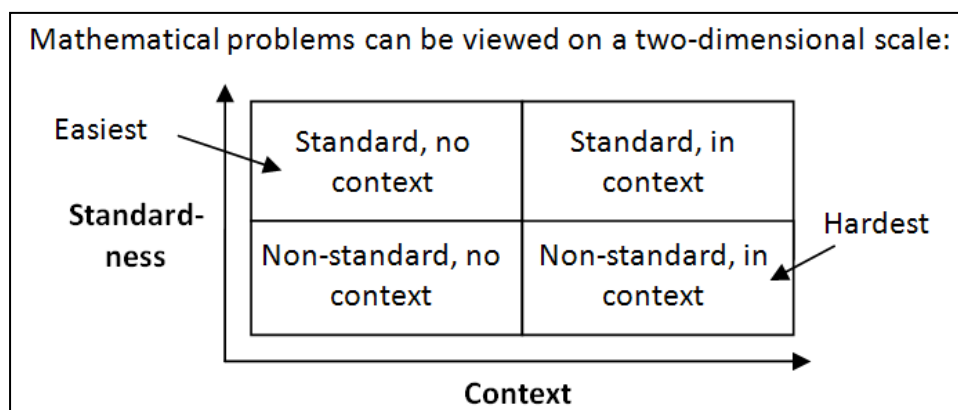 Mathematical problems can be viewed on a two-dimensional scale:
Easiest
Standard, no
context
Standard, in
context
Standard-
ness
Hardest
Non-standard, no
context
Non-standard, in
context
Context